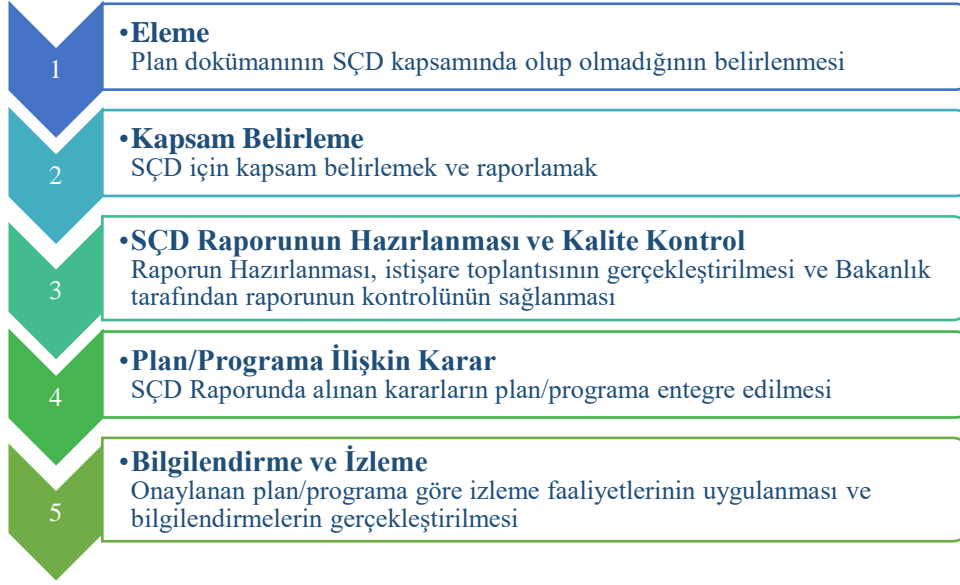 1
•Eleme
Plan dokümanının SÇD kapsamında olup olmadığının belirlenmesi
2
•Kapsam Belirleme
SÇD için kapsam belirlemek ve raporlamak
3
•SÇD Raporunun Hazırlanması ve Kalite Kontrol
Raporun Hazırlanması, istişare toplantısının gerçekleştirilmesi ve Bakanlık
tarafından raporunun kontrolünün sağlanması
4
•Plan/Programa İlişkin Karar
SÇD Raporunda alınan kararların plan/programa entegre edilmesi
5
•Bilgilendirme ve İzleme
Onaylanan plan/programa göre izleme faaliyetlerinin uygulanması ve
bilgilendirmelerin gerçekleştirilmesi